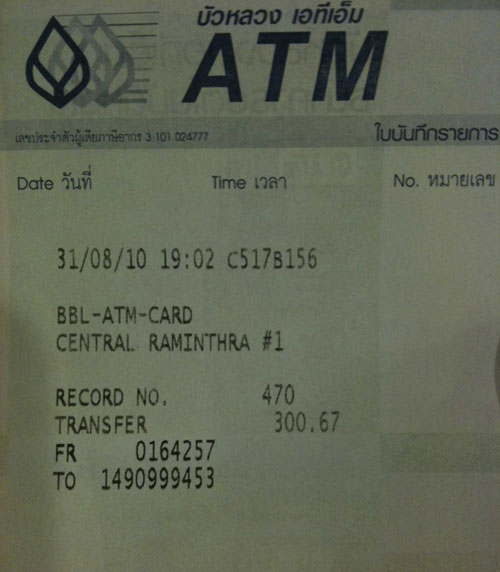 บัวหลวง เอทีเอ็ม
ATM
เลขประจำตัวผู้เสียภาษีอากร 3 101 024777
ใบบันทึกรายการ
Date วันที่ Time เวลา No. หมายเลข
31/08/10 19:02 C517B156
BBL-ATM-CARD
CENTRAL RAMINTHRA #1
RECORD NO. 470
TRANSFER 300.67
FR 0164257
TO 1490999453